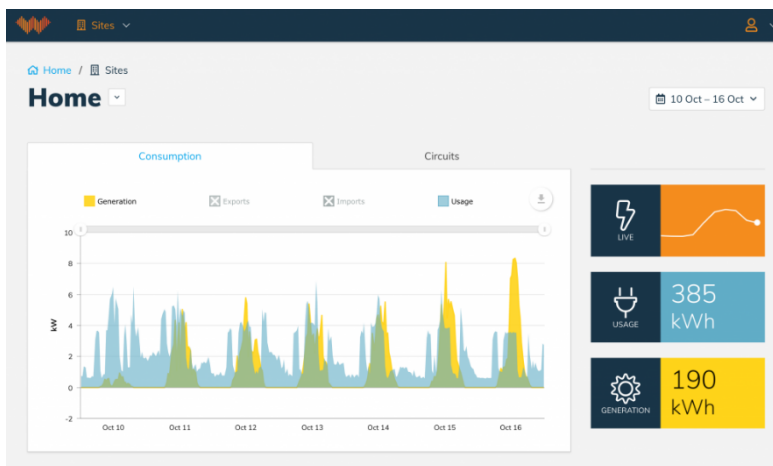 Sites
Home / Sites
Home
10 Oct – 16 Oct
Consumption
Circuits
Generation
Exports
Imports
Usage
10
8
6
4
2
0
-2
kW
Oct 10
Oct 11
Oct 12
Oct 13
Oct 14
Oct 15
Oct 16
LIVE
USAGE
385
kWh
GENERATION
190
kWh